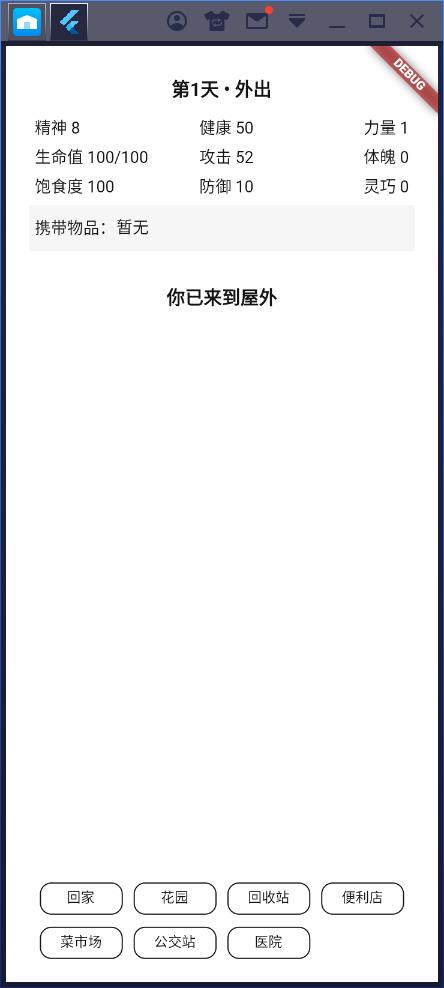 DEBUG
第1天 • 外出
精神 8 健康 50 力量 1
生命值 100/100 攻击 52 体魄 0
饱食度 100 防御 10 灵巧 0
携带物品：暂无
你已来到屋外
回家 花园 回收站 便利店
菜市场 公交站 医院